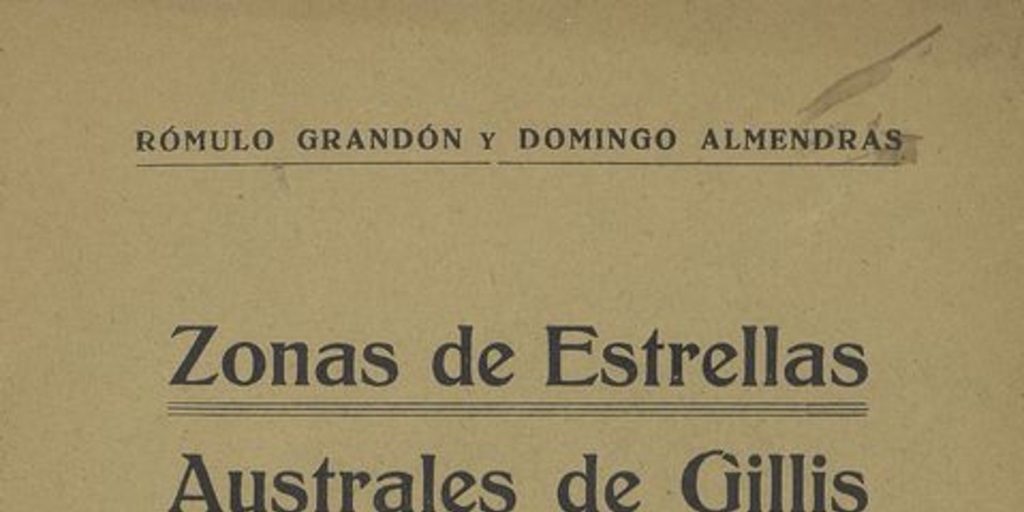 RÓMULO GRANDÓN Y DOMINGO ALMENDRAS
Zonas de Estrellas
Australes de Gillis